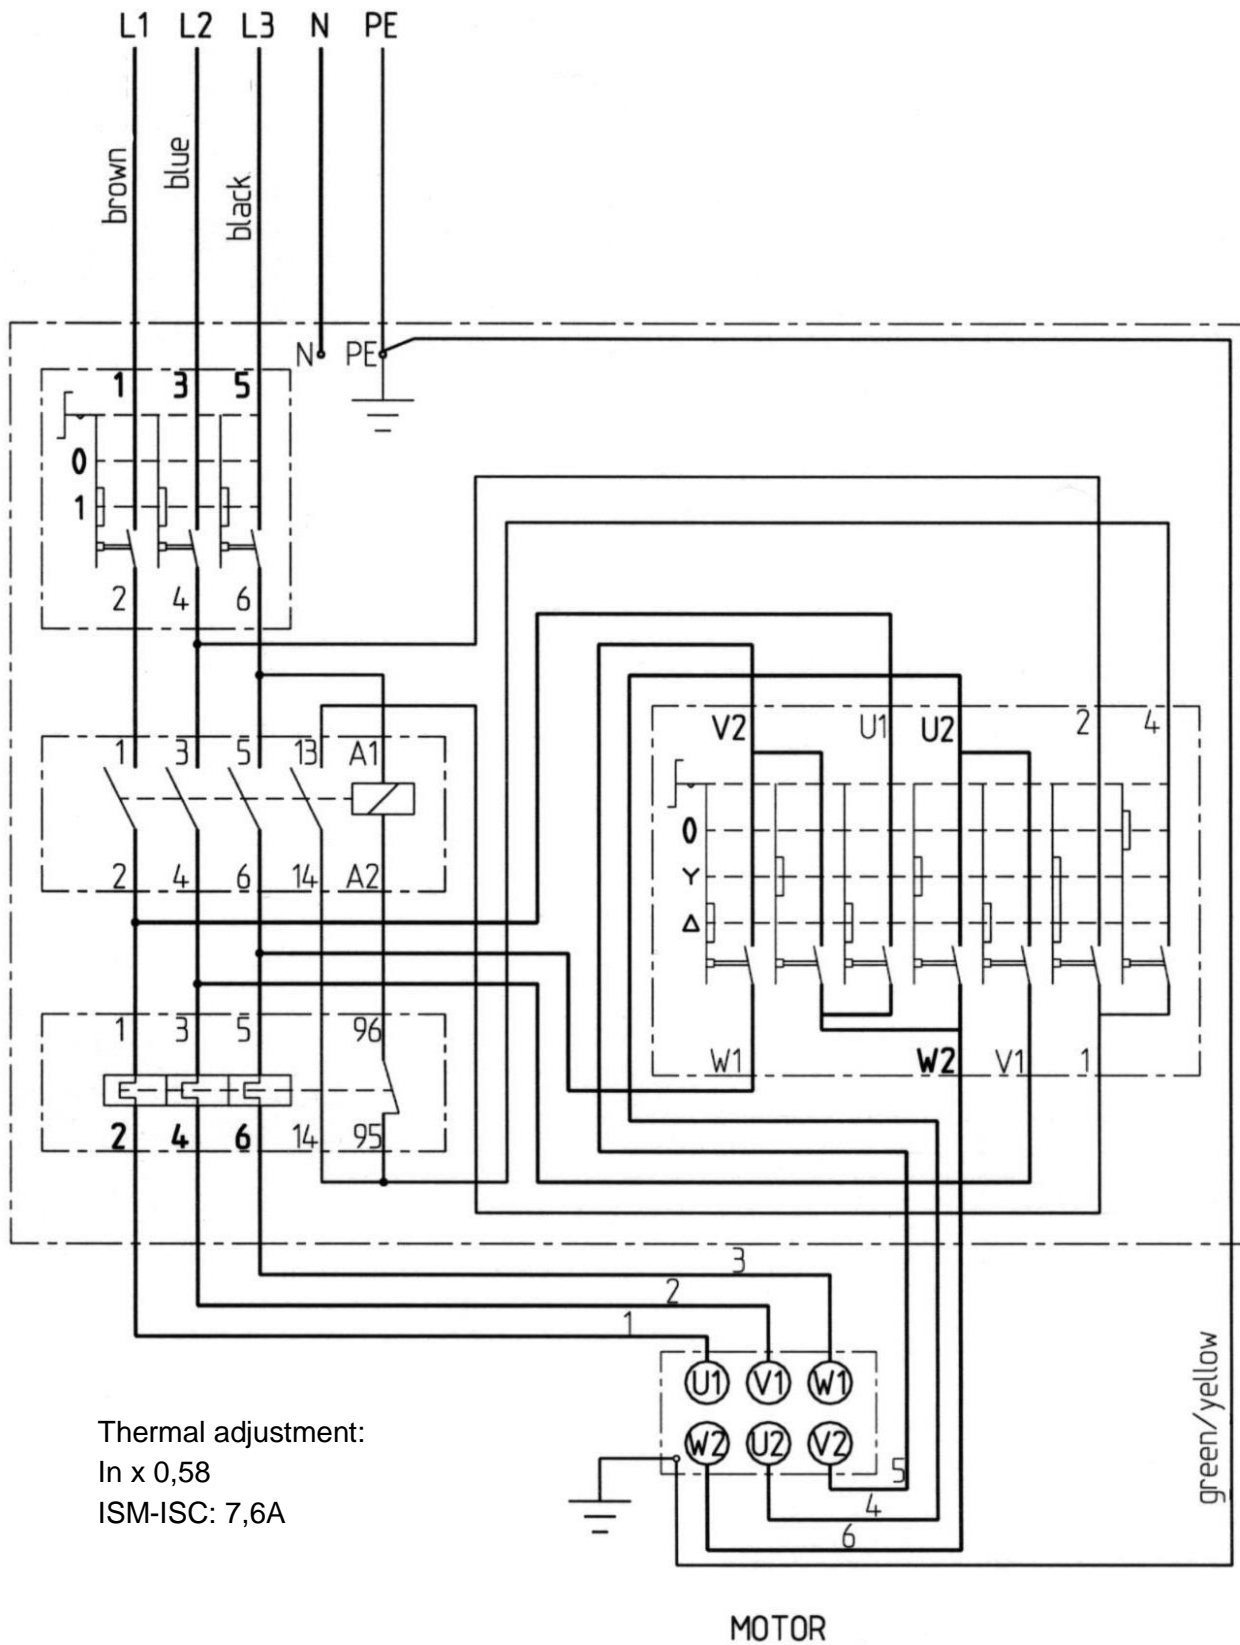 L1 L2 L3 N PE
brown
blue
black
N PE
1 3 5
0
1
2 4 6
V2 U1 U2 2 4
1 3 5 13 A1
0
Y
Δ
2 4 6 14 A2
1 3 5 96
W1 W2 V1 1
2 4 6 14 95
3
2
1
U1 V1 W1
W2 U2 V2
5
4
6
green/yellow
Thermal adjustment:
In x 0,58
ISM-ISC: 7,6A
MOTOR